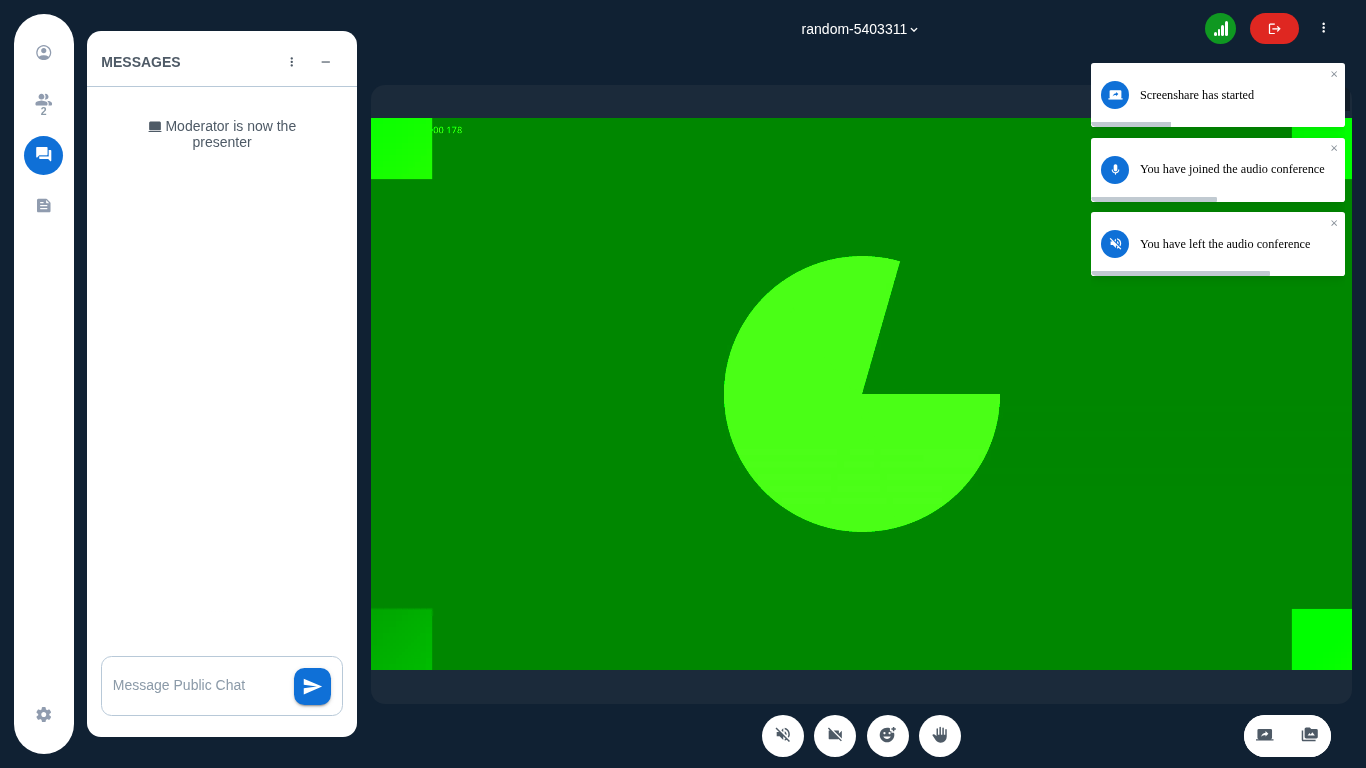 random-5403311
MESSAGES
2
Moderator is now the
presenter
Message Public Chat
178
Screenshare has started
You have joined the audio conference
You have left the audio conference